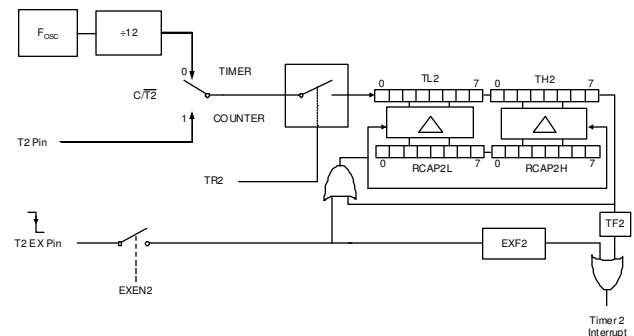 FOSC
÷12
0
TIMER
C/T2
1
COUNTER
T2 Pin
TR2
0
TL2
7
0
TH2
7
0
RCAP2L
7
0
RCAP2H
7
TF2
T2 EX Pin
EXEN2
EXF2
Timer 2
Interrupt